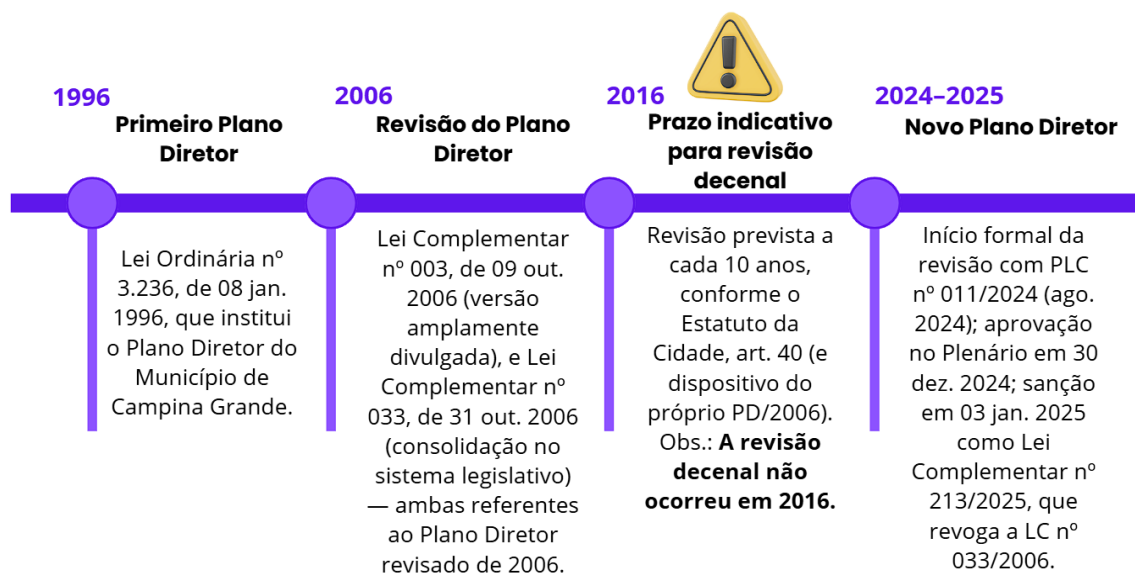 1996
Primeiro Plano
Diretor
Lei Ordinária nº
3.236, de 08 jan.
1996, que institui
o Plano Diretor do
Município de
Campina Grande.
2006
Revisão do Plano
Diretor
Lei Complementar
nº 003, de 09 out.
2006 (versão
amplamente
divulgada), e Lei
Complementar nº
033, de 31 out. 2006
(consolidação no
sistema legislativo)
— ambas referentes
ao Plano Diretor
revisado de 2006.
2016
Prazo indicativo
para revisão
decenal
Revisão prevista a
cada 10 anos,
conforme o
Estatuto da
Cidade, art. 40 (e
dispositivo do
próprio PD/2006).
Obs.: A revisão
decenal não
ocorreu em 2016.
2024–2025
Novo Plano Diretor
Início formal da
revisão com PLC
nº 011/2024 (ago.
2024); aprovação
no Plenário em 30
dez. 2024; sanção
em 03 jan. 2025
como Lei
Complementar nº
213/2025, que
revoga a LC nº
033/2006.